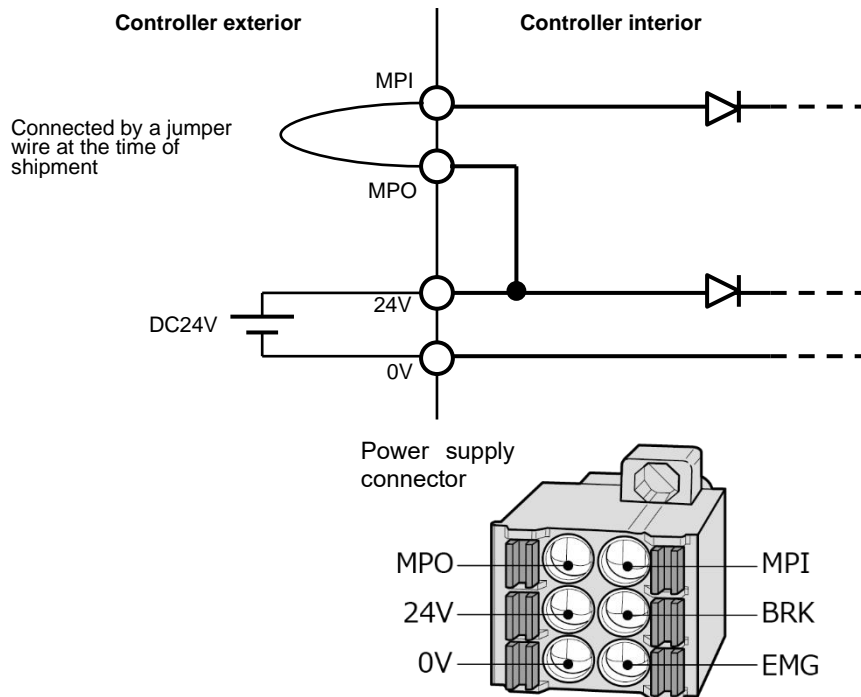 Controller exterior
Controller interior
MPI
Connected by a jumper
wire at the time of
shipment
MPO
24V
DC24V
0V
Power supply
connector
MPO
MPI
24V
BRK
0V
EMG